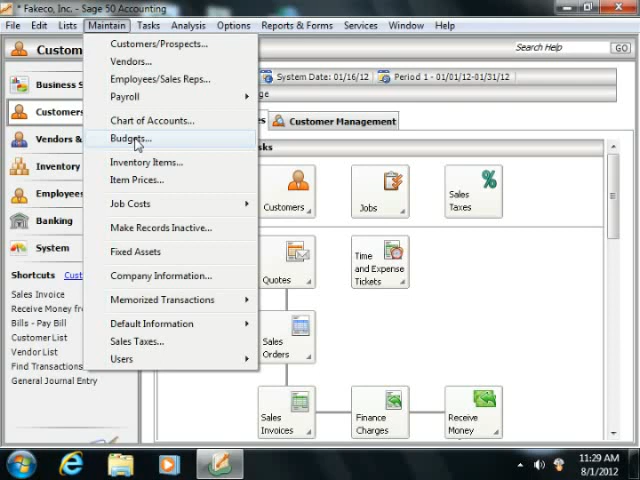 * Fakeco, Inc. - Sage 50 Accounting
File Edit Lists Maintain Tasks Analysis Options Reports & Forms Services Window Help
Search Help GO
System Date: 01/16/12 Period 1 - 01/01/12-01/31/12
Customer Management
Business
Customers
Vendors &
Inventory
Employees
Banking
System
Shortcuts
Sales Invoice
Receive Money
Bills - Pay Bill
Customer List
Vendor List
Find Transactions
General Journal Entry
Customers/Prospects...
Vendors...
Employees/Sales Reps...
Payroll
Chart of Accounts...
Inventory Items...
Item Prices...
Job Costs
Make Records Inactive...
Fixed Assets
Company Information...
Memorized Transactions
Default Information
Sales Taxes...
Users
Customers
Jobs
Sales
Taxes
Quotes
Time
and Expense
Tickets
Sales
Orders
Sales
Invoices
Finance
Charges
Receive
Money
11:29 AM
8/1/2012